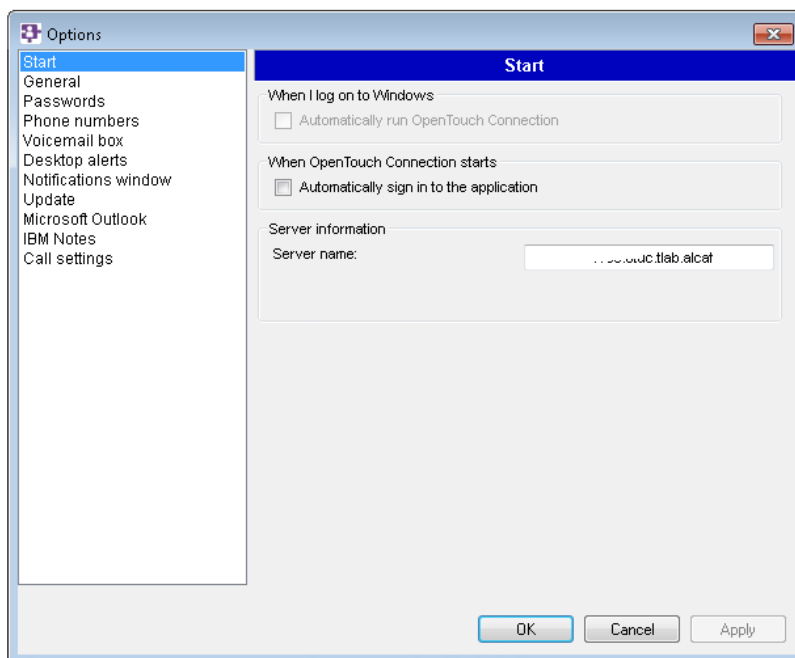 Options
Start
General
Passwords
Phone numbers
Voicemail box
Desktop alerts
Notifications window
Update
Microsoft Outlook
IBM Notes
Call settings
Start
When I log on to Windows
Automatically run OpenTouch Connection
When OpenTouch Connection starts
Automatically sign in to the application
Server information
Server name:
OK
Cancel
Apply